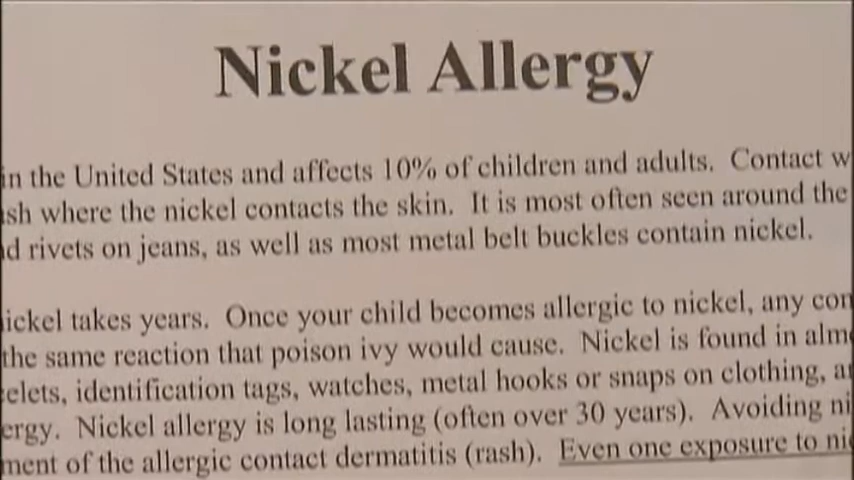 Nickel Allergy
in the United States and affects 10% of children and adults. Contact w
sh where the nickel contacts the skin. It is most often seen around the
d rivets on jeans, as well as most metal belt buckles contain nickel.
ickel takes years. Once your child becomes allergic to nickel, any con
the same reaction that poison ivy would cause. Nickel is found in alm
elets, identification tags, watches, metal hooks or snaps on clothing, a
ergy. Nickel allergy is long lasting (often over 30 years). Avoiding ni
ment of the allergic contact dermatitis (rash). Even one exposure to ni